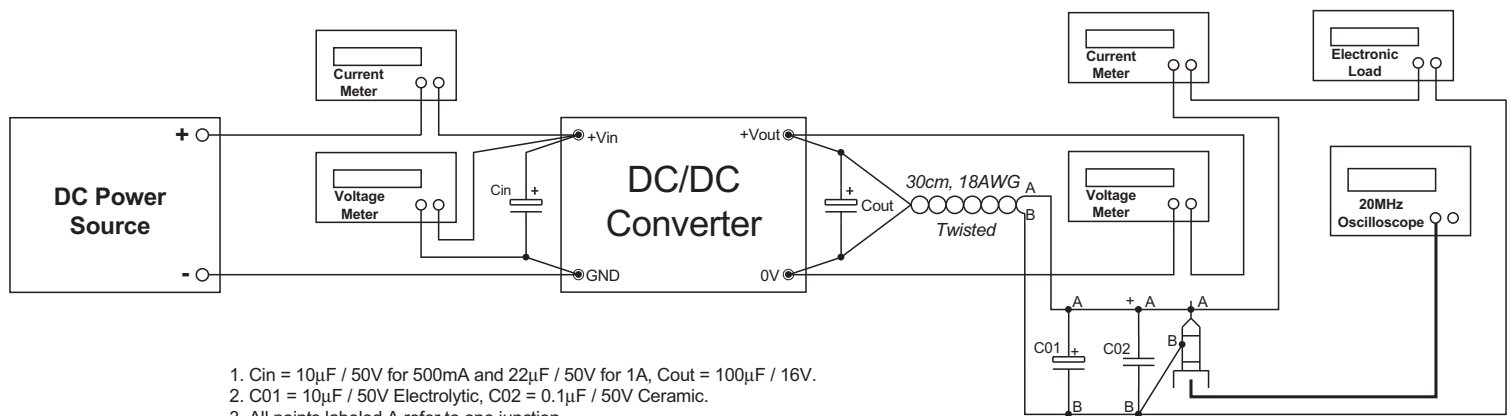 Current
Meter
Current
Meter
Electronic
Load
DC Power
Source
+
-
Voltage
Meter
+Vin
GND
Cin
+
DC/DC
Converter
+Vout
0V
+
Cout
30cm, 18AWG
Twisted
A
B
Voltage
Meter
20MHz
Oscilloscope
A
+ A
A
C01
+
C02
B
B
B
1. Cin = 10μF / 50V for 500mA and 22μF / 50V for 1A, Cout = 100μF / 16V.
2. C01 = 10μF / 50V Electrolytic, C02 = 0.1μF / 50V Ceramic.